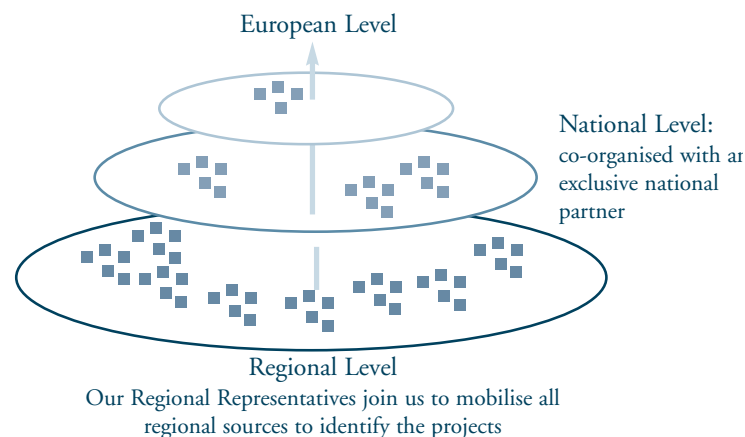 European Level
National Level:
co-organised with an
exclusive national
partner
Regional Level
Our Regional Representatives join us to mobilise all
regional sources to identify the projects